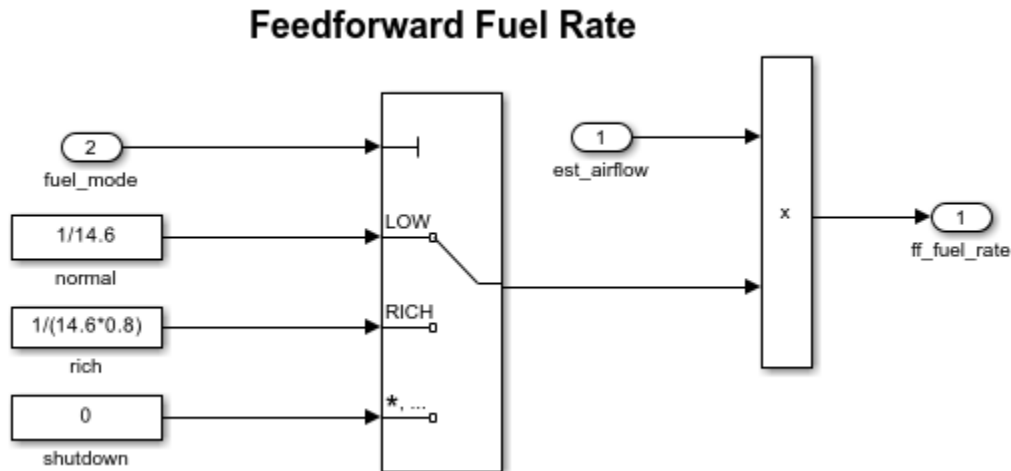 Feedforward Fuel Rate
2
fuel_mode
1/14.6
normal
1/(14.6*0.8)
rich
0
shutdown
LOW
RICH
*, ...
1
est_airflow
x
1
ff_fuel_rate